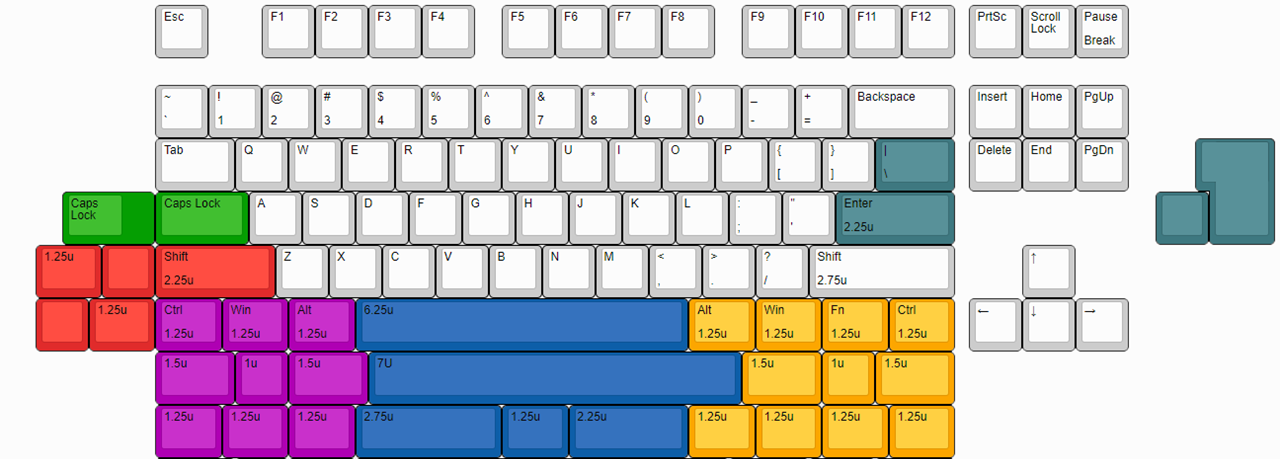 Esc F1 F2 F3 F4 F5 F6 F7 F8 F9 F10 F11 F12 PrtSc Scroll Pause
Lock
Break
~ ! @ # $ % ^ & * ( ) _ + Backspace Insert Home PgUp
` 1 2 3 4 5 6 7 8 9 0 - =
Tab Q W E R T Y U I O P { } | Delete End PgDn
[ ] \
Caps Caps Lock A S D F G H J K L : " Enter
Lock
; ' 2.25u
1.25u Shift Z X C V B N M < > ? Shift ↑
2.25u , . / 2.75u
1.25u Ctrl Win Alt 6.25u Alt Win Fn Ctrl ← ↓ →
1.25u 1.25u 1.25u 1.25u 1.25u 1.25u 1.25u
1.5u 1u 1.5u 7U 1.5u 1u 1.5u
1.25u 1.25u 1.25u 2.75u 1.25u 2.25u 1.25u 1.25u 1.25u 1.25u